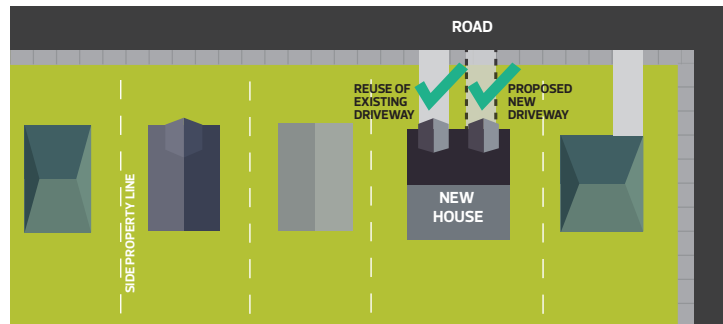 ROAD
REUSE OF
EXISTING
DRIVEWAY
PROPOSED
NEW
DRIVEWAY
NEW
HOUSE
SIDE PROPERTY LINE